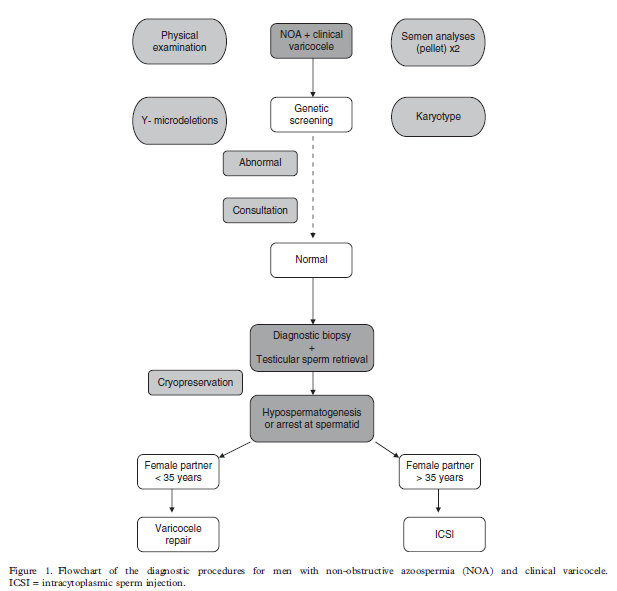 Physical
examination
NOA + clinical
varicocele
Semen analyses
(pellet) x2
Y- microdeletions
Genetic
screening
Karyotype
Abnormal
Consultation
Normal
Diagnostic biopsy
+
Testicular sperm retrieval
Cryopreservation
Hypospermatogenesis
or arrest at spermatid
Female partner
< 35 years
Female partner
> 35 years
Varicocele
repair
ICSI
Figure 1. Flowchart of the diagnostic procedures for men with non-obstructive azoospermia (NOA) and clinical varicocele.
ICSI = intracytoplasmic sperm injection.